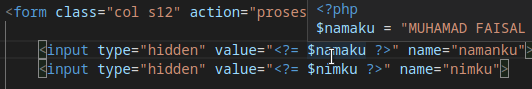 <form class="col s12" action="proses
<?php
$namaku = "MUHAMAD FAISAL
<input type="hidden" value="<?= $namaku ?>" name="namanku">
<input type="hidden" value="<?= $nimku ?>" name="nimku">